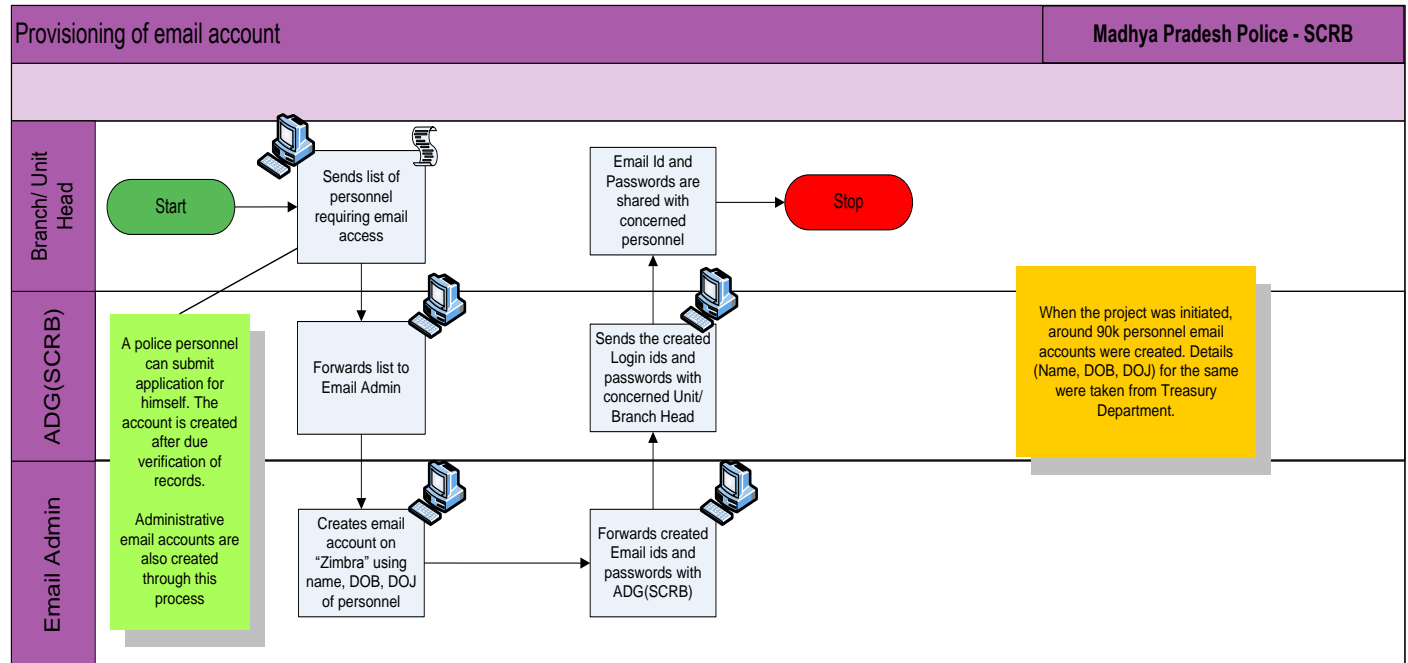 Provisioning of email account
Madhya Pradesh Police - SCRB
Branch/ Unit
Head
Start
Sends list of
personnel
requiring email
access
Email Id and
Passwords are
shared with
concerned
personnel
Stop
ADG(SCRB)
A police personnel
can submit
application for
himself. The
account is created
after due
verification of
records.
Administrative
email accounts are
also created
through this
process
Forwards list to
Email Admin
Sends the created
Login ids and
passwords with
concerned Unit/
Branch Head
When the project was initiated,
around 90k personnel email
accounts were created. Details
(Name, DOB, DOJ) for the same
were taken from Treasury
Department.
Email Admin
Creates email
account on
“Zimbra” using
name, DOB, DOJ
of personnel
Forwards created
Email ids and
passwords with
ADG(SCRB)